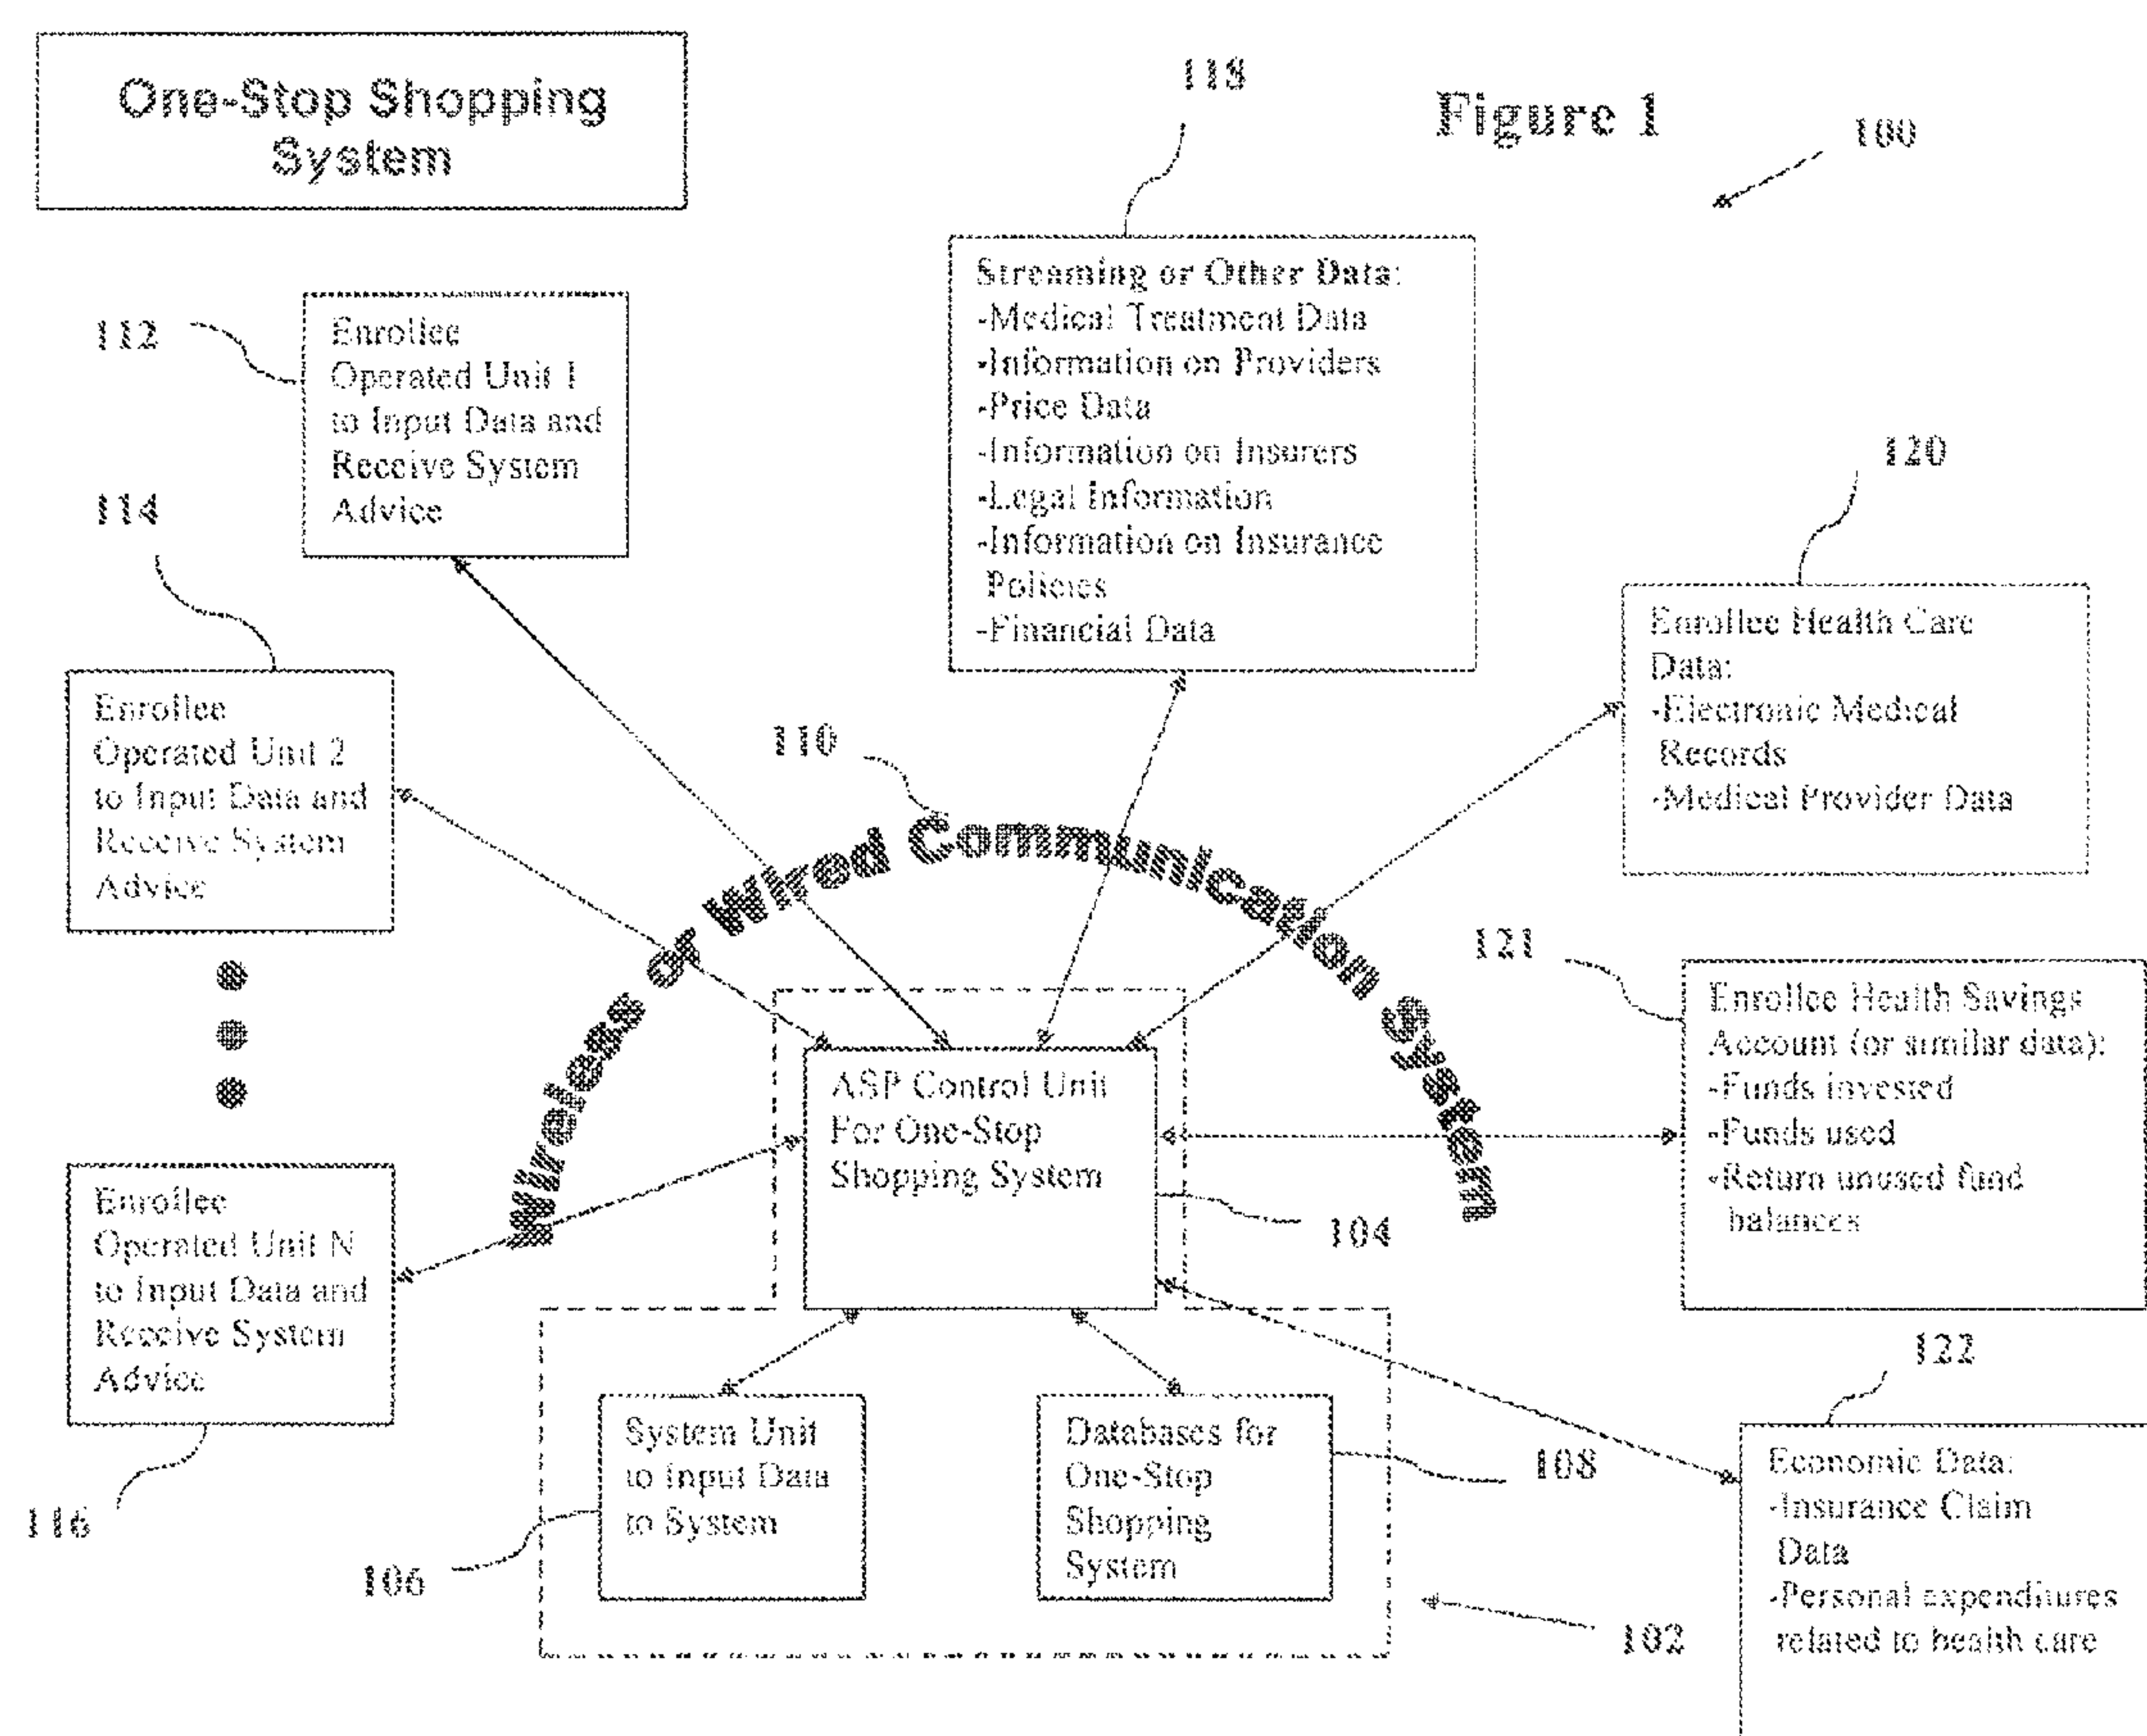 One-Stop Shopping
System
Figure 1
100
118
Streaming or Other Data:
-Medical Treatment Data
-Information on Providers
-Price Data
-Information on Insurers
-Legal Information
-Information on Insurance
Policies
-Financial Data
112
Enrollee
Operated Unit 1
to Input Data and
Receive System
Advice
114
Enrollee
Operated Unit 2
to Input Data and
Receive System
Advice
120
Enrollee Health Care
Data:
-Electronic Medical
Records
-Medical Provider Data
110
Wireless or Wired Communication System
121
Enrollee Health Savings
Account (or similar data):
-Funds invested
-Funds used
-Return unused fund
balances
ASP Control Unit
For One-Stop
Shopping System
104
Enrollee
Operated Unit N
to Input Data and
Receive System
Advice
116
System Unit
to Input Data
to System
106
Databases for
One-Stop
Shopping
System
108
102
122
Economic Data:
-Insurance Claim
Data
-Personal expenditures
related to health care